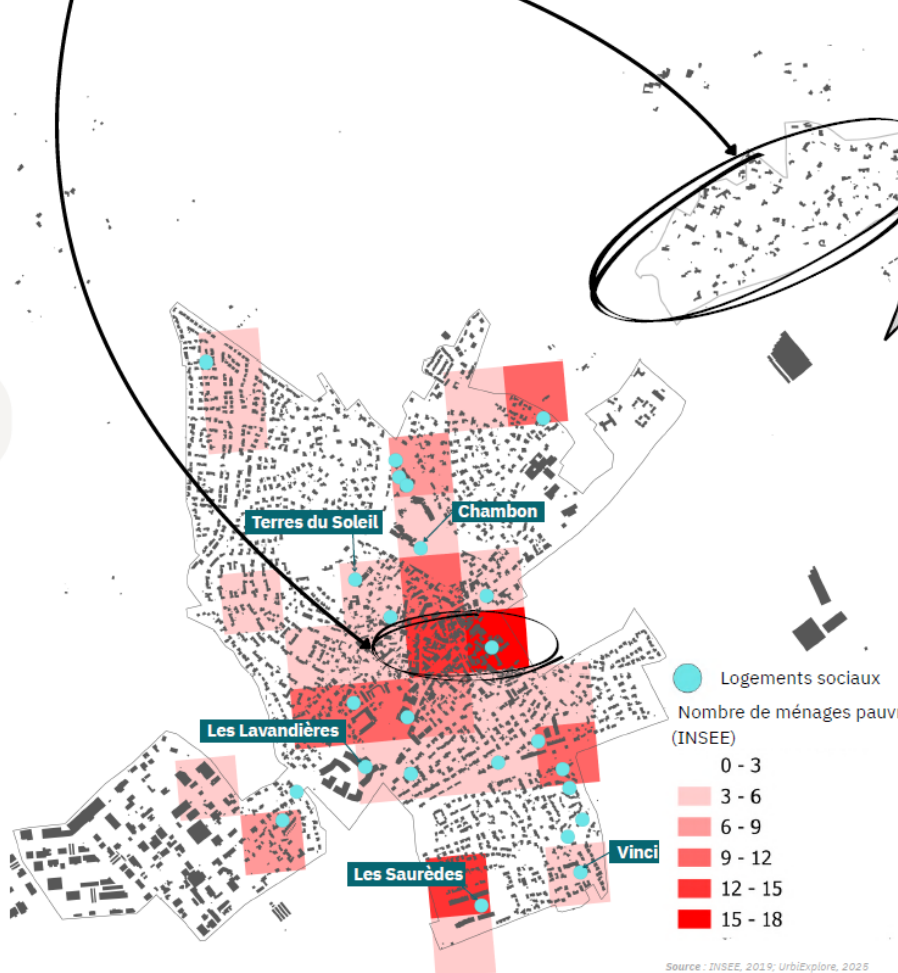 Terres du Soleil
Chambon
Logements sociaux
Nombre de ménages pauvr
(INSEE)
Les Lavandières
0 - 3
3 - 6
6 - 9
Vinci
9 - 12
Les Saurèdes
12 - 15
15 - 18
Source : INSEE, 2019; UrbiExplore, 2025